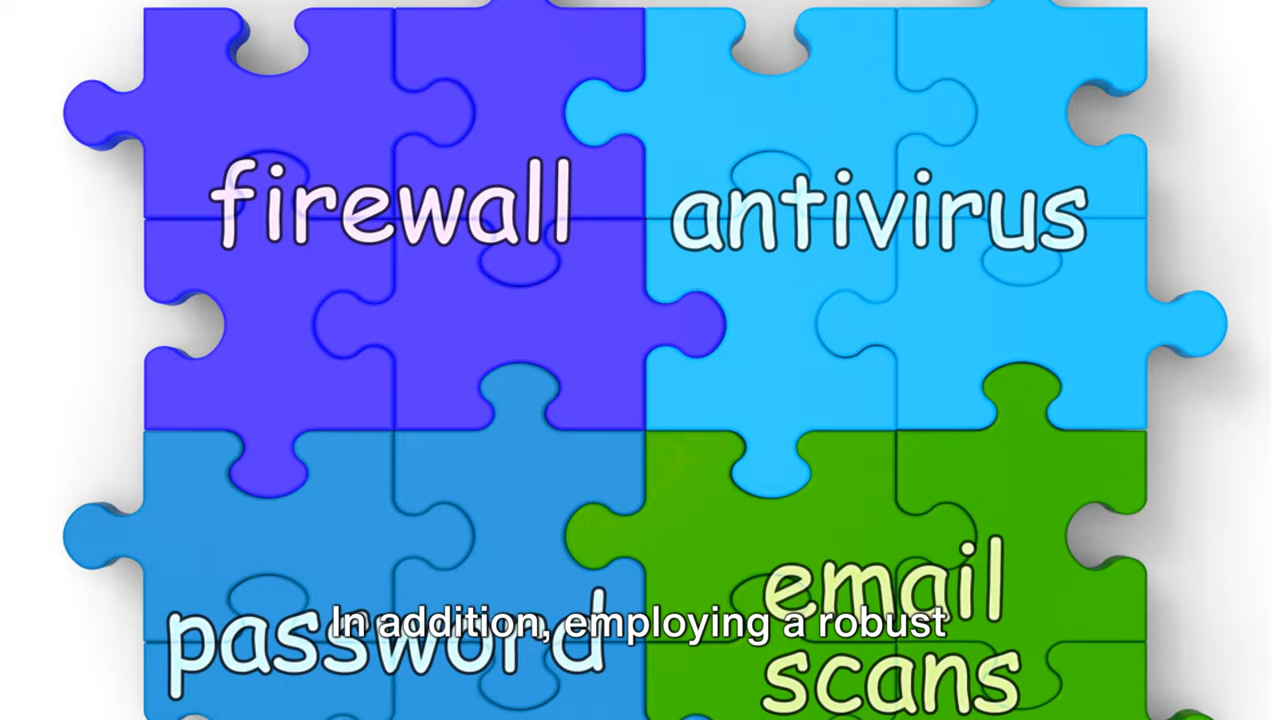 firewall
antivirus
password
email
scans
In addition, employing a robust